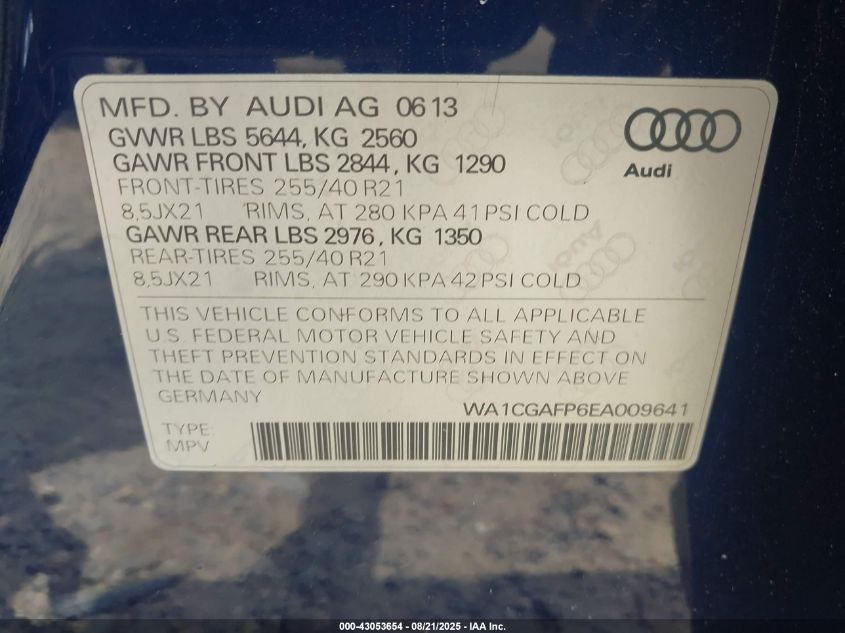 MFD. BY AUDI AG 0613
GVWR LBS 5644, KG 2560
GAWR FRONT LBS 2844, KG 1290
FRONT-TIRES 255/40 R21
8,5JX21 RIMS, AT 280 KPA 41 PSI COLD
GAWR REAR LBS 2976, KG 1350
REAR-TIRES 255/40 R21
8,5JX21 RIMS, AT 290 KPA 42 PSI COLD
Audi
THIS VEHICLE CONFORMS TO ALL APPLICABLE
U.S. FEDERAL MOTOR VEHICLE SAFETY AND
THEFT PREVENTION STANDARDS IN EFFECT ON
THE DATE OF MANUFACTURE SHOWN ABOVE
GERMANY
WA1CGAFP6EA009641
TYPE:
MPV
000-43053654 - 08/21/2025 - IAA Inc.